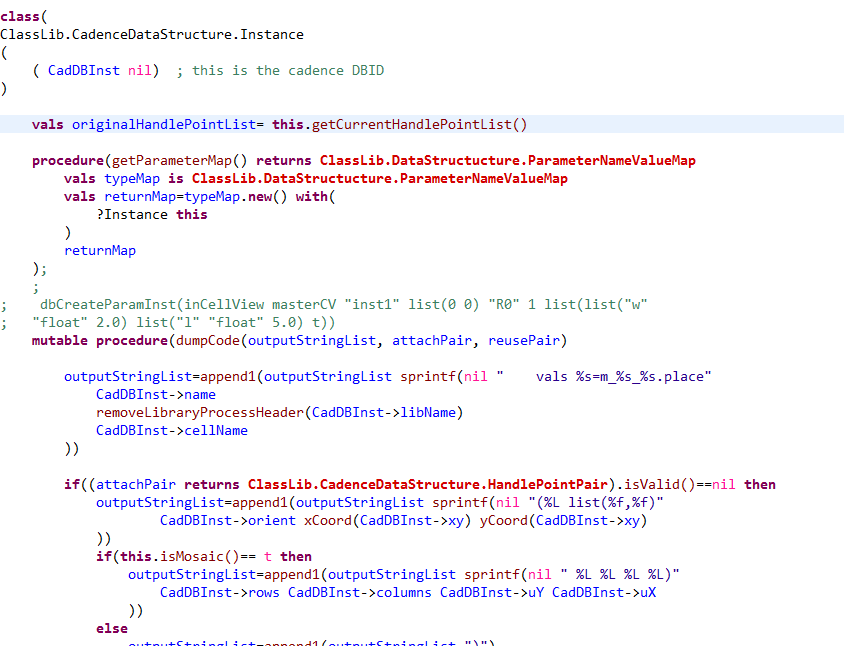 class(
ClassLib.CadenceDataStructure.Instance
(
    ( CadDBInst nil)  ; this is the cadence DBID
)
    vals originalHandlePointList= this.getCurrentHandlePointList()
    procedure(getParameterMap() returns ClassLib.DataStructucture.ParameterNameValueMap
        vals typeMap is ClassLib.DataStructucture.ParameterNameValueMap
        vals returnMap=typeMap.new() with(
            ?Instance this
        )
        returnMap
    );
    ;
;    dbCreateParamInst(inCellView masterCV "inst1" list(0 0) "R0" 1 list(list("w"
;   "float" 2.0) list("l" "float" 5.0) t))
    mutable procedure(dumpCode(outputStringList, attachPair, reusePair)
        outputStringList=append1(outputStringList sprintf(nil "    vals %s=m_%s_%s.place"
            CadDBInst->name
            removeLibraryProcessHeader(CadDBInst->libName)
            CadDBInst->cellName
        ))
        if((attachPair returns ClassLib.CadenceDataStructure.HandlePointPair).isValid()==nil then
            outputStringList=append1(outputStringList sprintf(nil "(%L list(%f,%f)"
                    CadDBInst->orient xCoord(CadDBInst->xy) yCoord(CadDBInst->xy)
            ))
            if(this.isMosaic()== t then
                outputStringList=append1(outputStringList sprintf(nil " %L %L %L %L)"
                    CadDBInst->rows CadDBInst->columns CadDBInst->uY CadDBInst->uX
                ))
            else
                outputStringList=append1(outputStringList ")")